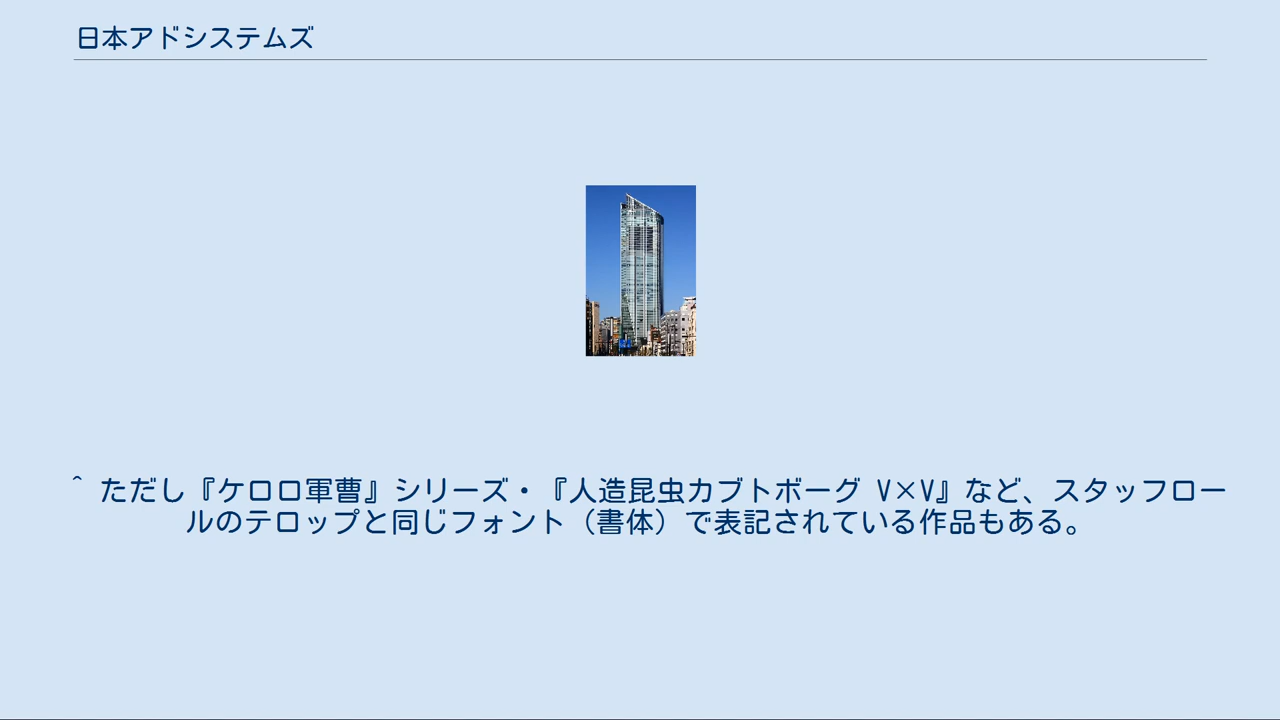 日本アドシステムズ
^ ただし『ケロロ軍曹』シリーズ・『人造昆虫カブトボーグ V×V』など、スタッフロー
ルのテロップと同じフォント（書体）で表記されている作品もある。